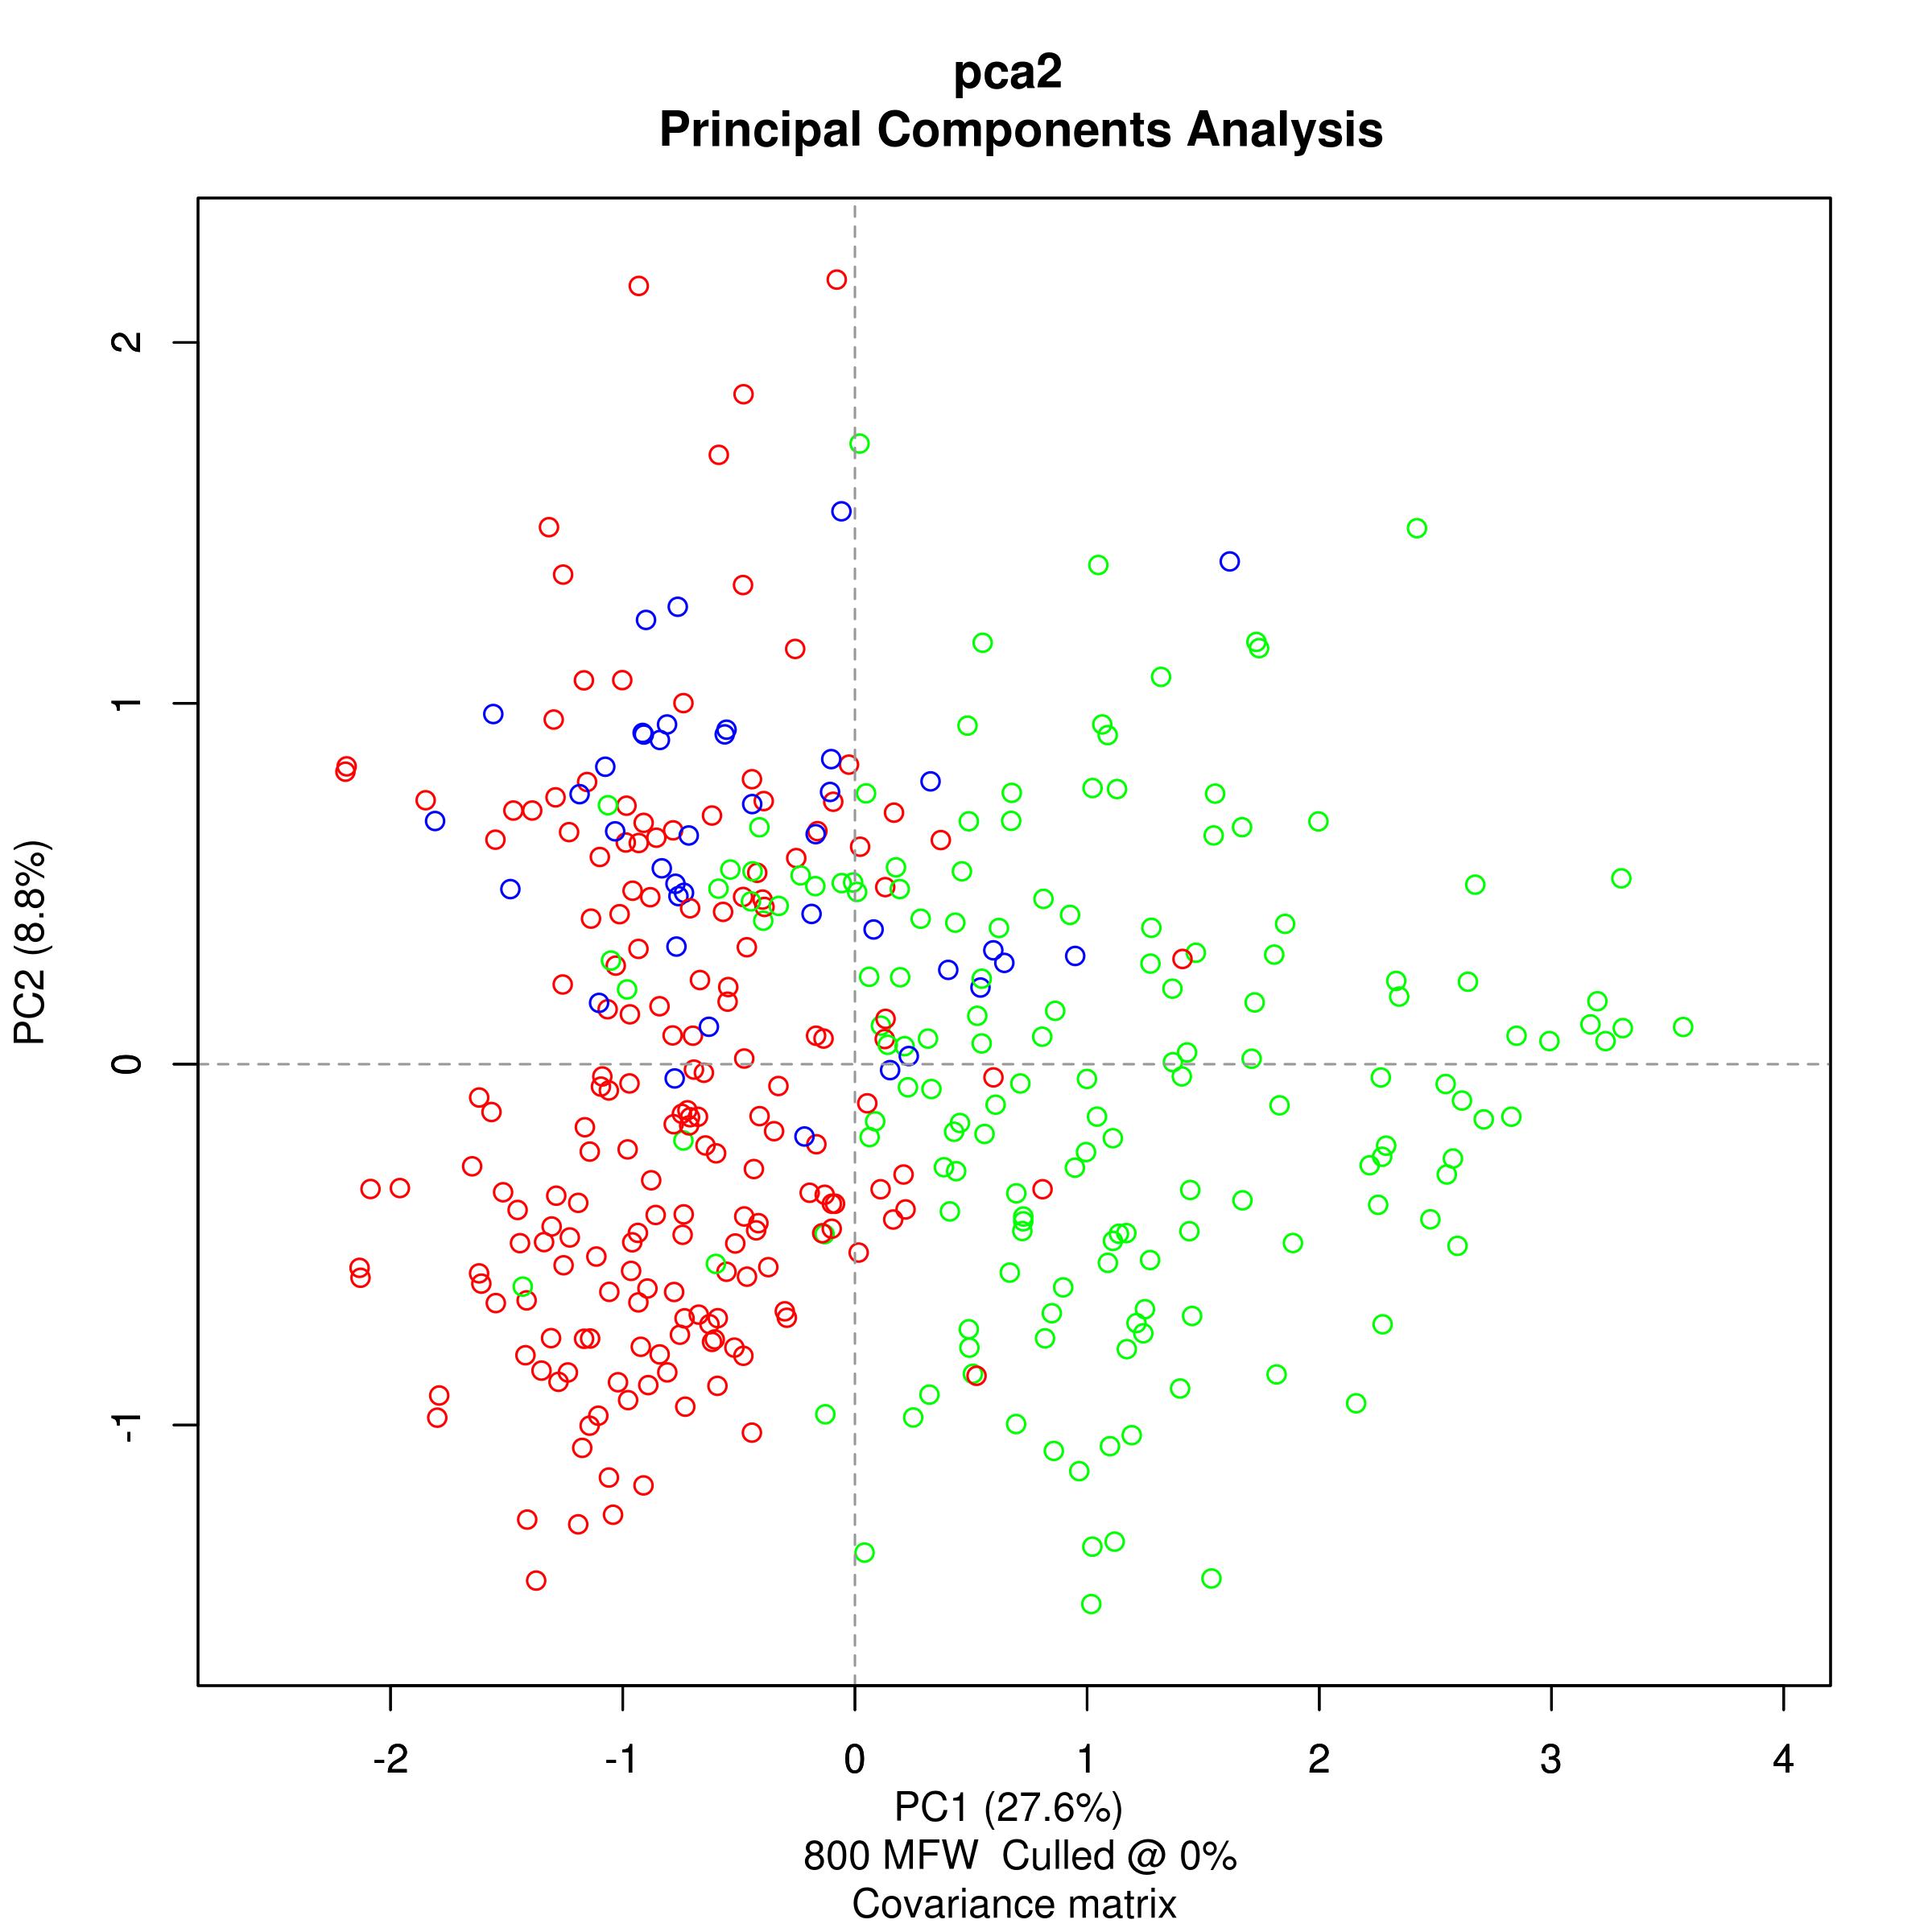 pca2
Principal Components Analysis
2
1
0
-1
PC2 (8.8%)
-2 -1 0 1 2 3 4
PC1 (27.6%)
800 MFW Culled @ 0%
Covariance matrix